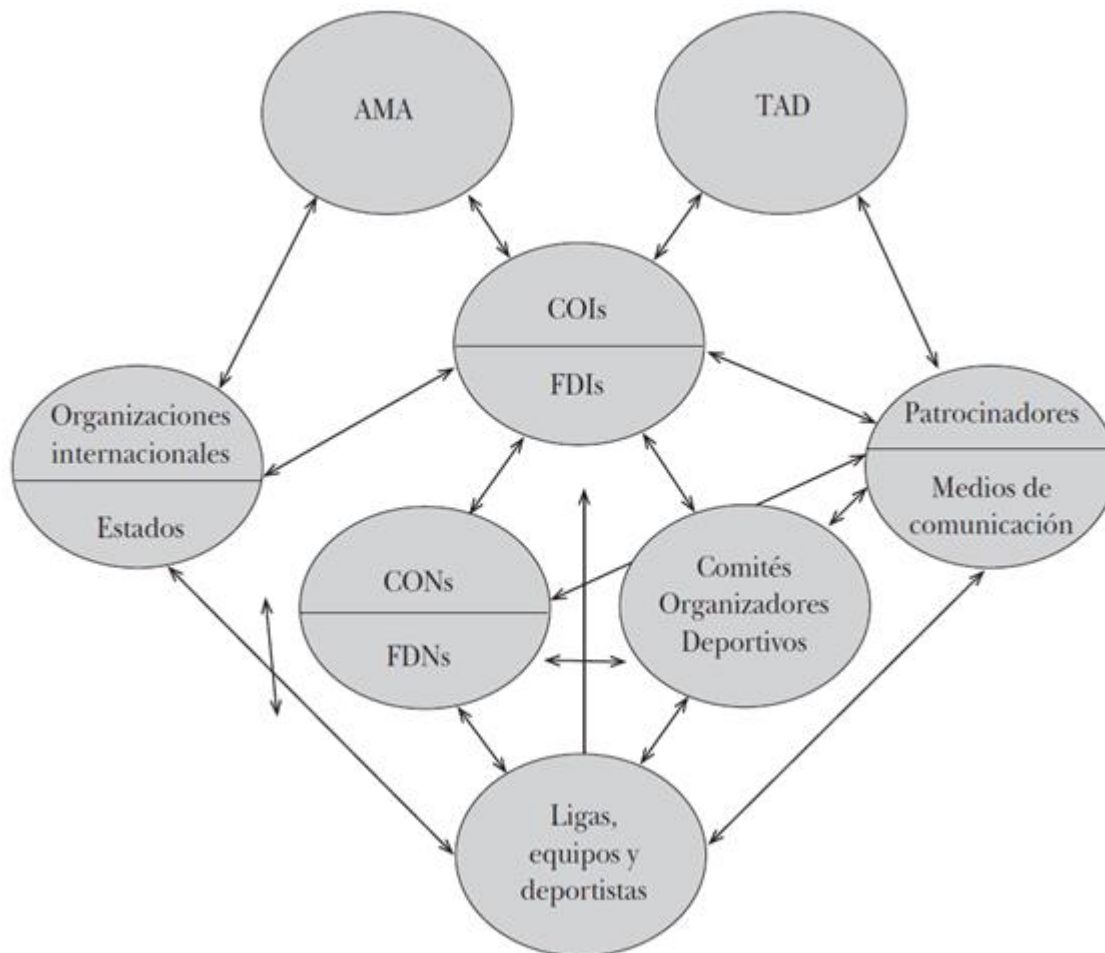 AMA
TAD
COIs
FDIs
Organizaciones
internacionales
Estados
Patrocinadores
Medios de
comunicación
CONs
FDNs
Comités
Organizadores
Deportivos
Ligas,
equipos y
deportistas